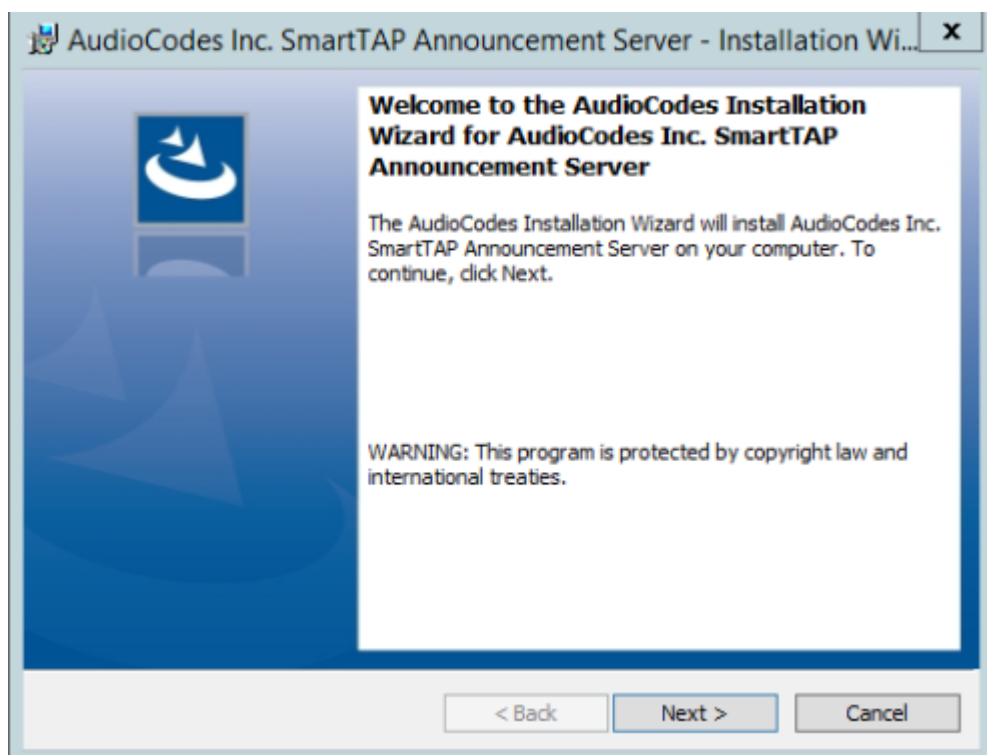 AudioCodes Inc. SmartTAP Announcement Server - Installation Wi... x
Welcome to the AudioCodes Installation
Wizard for AudioCodes Inc. SmartTAP
Announcement Server
The AudioCodes Installation Wizard will install AudioCodes Inc.
SmartTAP Announcement Server on your computer. To
continue, click Next.
WARNING: This program is protected by copyright law and
international treaties.
< Back Next > Cancel